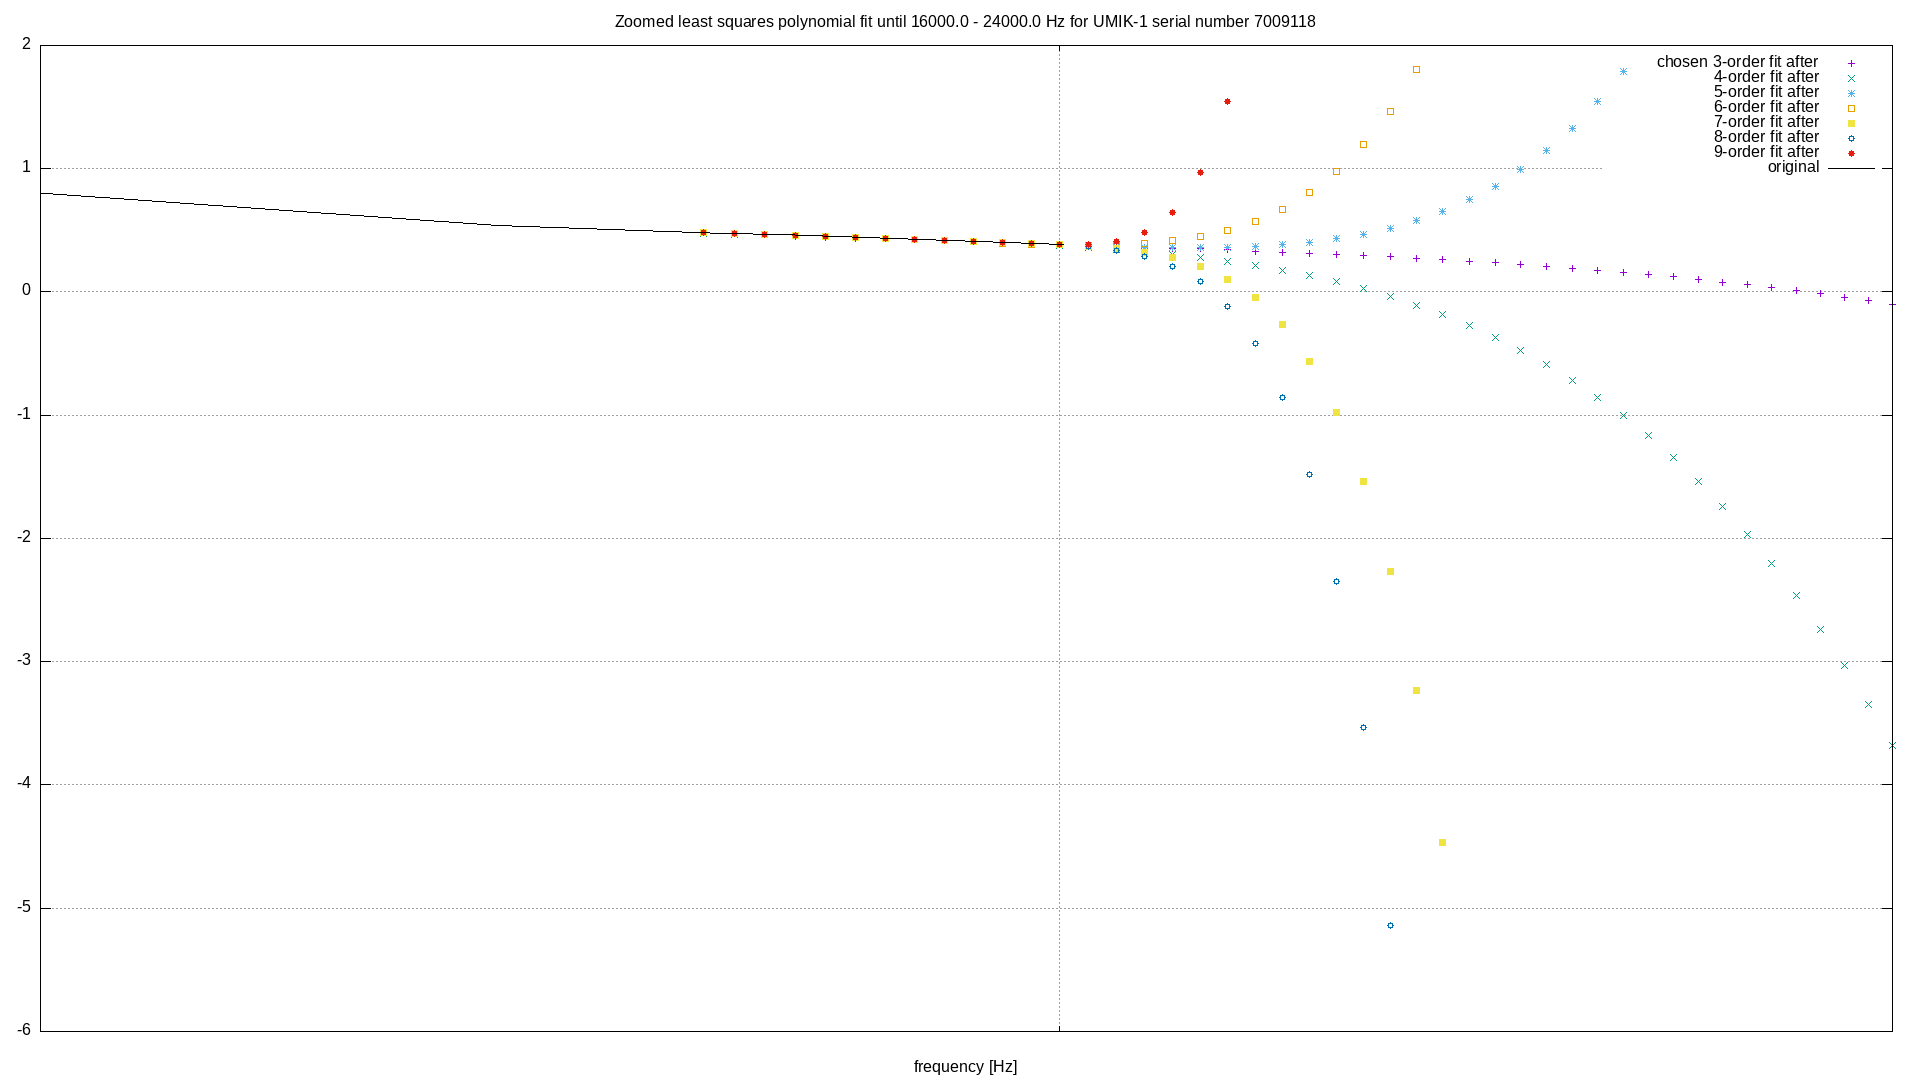 Zoomed least squares polynomial fit until 16000.0 - 24000.0 Hz for UMIK-1 serial number 7009118
2
chosen 3-order fit after
4-order fit after
5-order fit after
6-order fit after
7-order fit after
8-order fit after
9-order fit after
original
1
0
-1
-2
-3
-4
-5
-6
frequency [Hz]